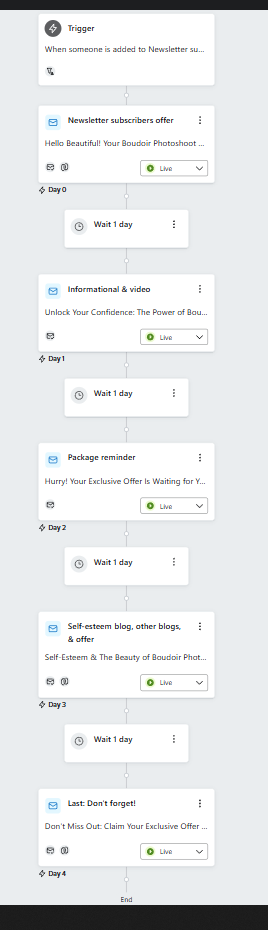 Trigger
When someone is added to Newsletter su...
Newsletter subscribers offer
Hello Beautiful! Your Boudoir Photoshoot ...
Live
Day 0
Wait 1 day
Informational & video
Unlock Your Confidence: The Power of Bou...
Live
Day 1
Wait 1 day
Package reminder
Hurry! Your Exclusive Offer Is Waiting for Y...
Live
Day 2
Wait 1 day
Self-esteem blog, other blogs,
& offer
Self-Esteem & The Beauty of Boudoir Phot...
Live
Day 3
Wait 1 day
Last: Don't forget!
Don't Miss Out: Claim Your Exclusive Offer ...
Live
Day 4
End